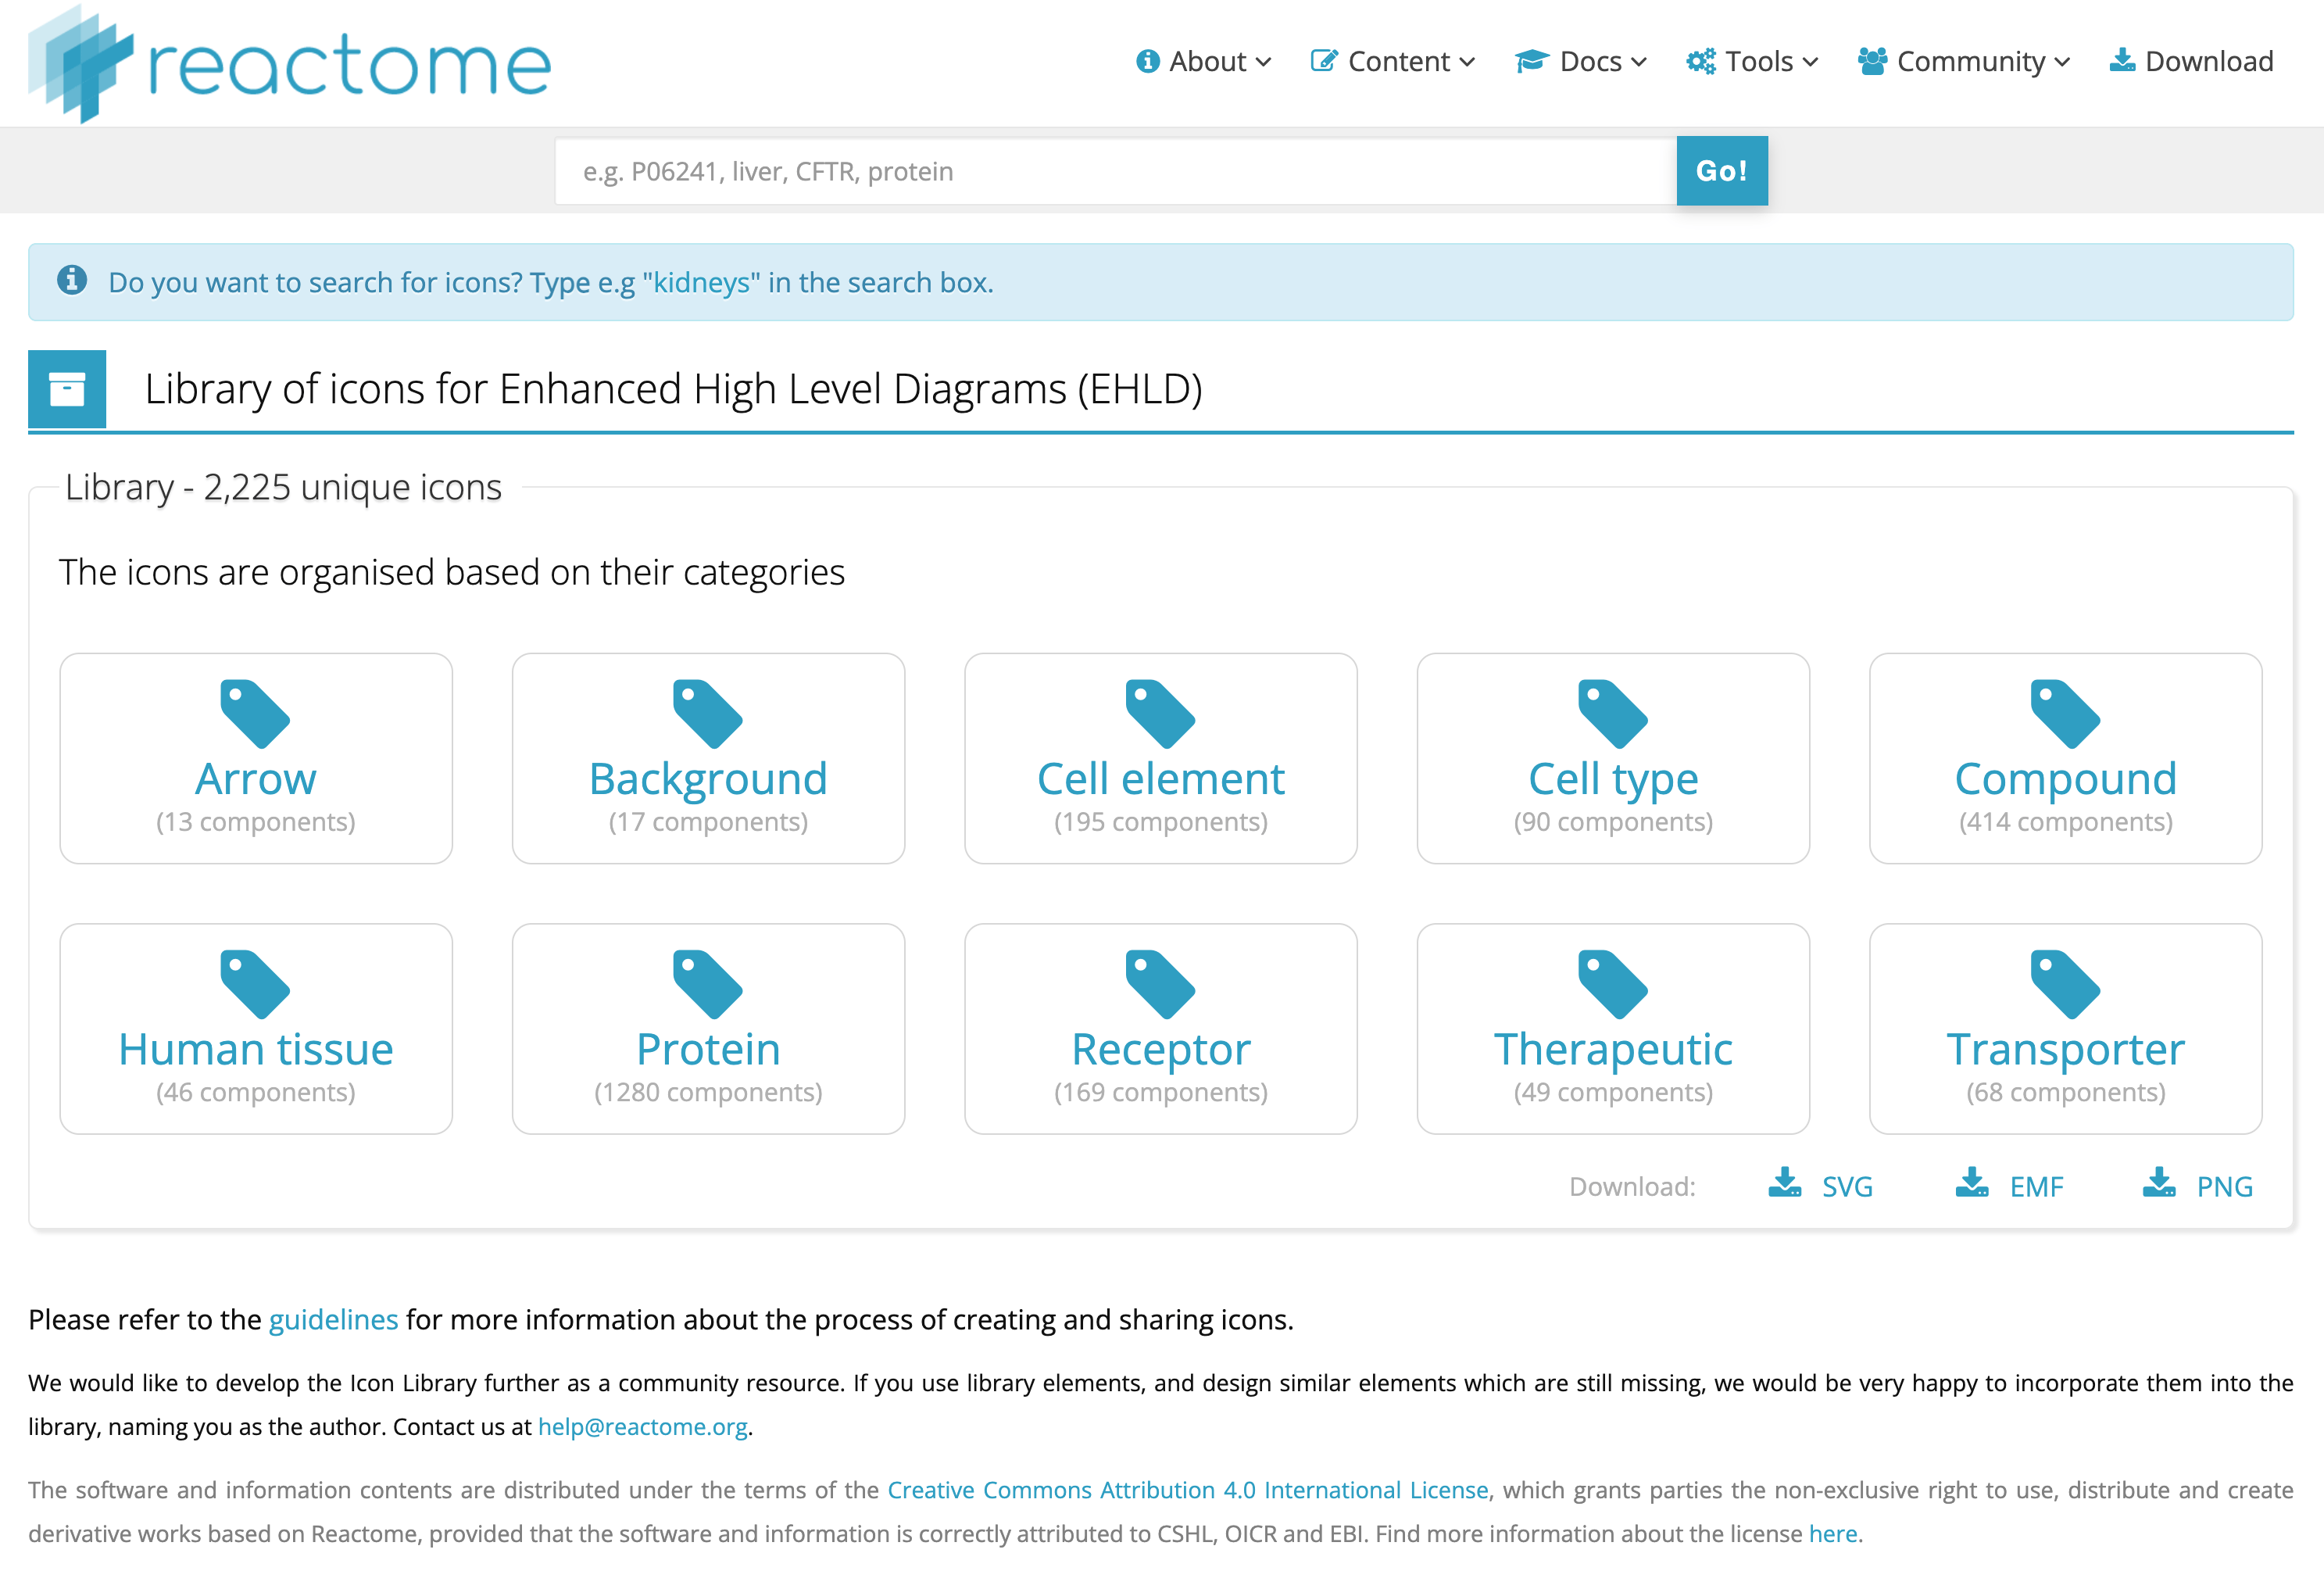 reactome
About Content Docs Tools Community Download
e.g. P06241, liver, CFTR, protein Go!
Do you want to search for icons? Type e.g "kidneys" in the search box.
Library of icons for Enhanced High Level Diagrams (EHLD)
Library - 2,225 unique icons
The icons are organised based on their categories
Arrow
(13 components)
Background
(17 components)
Cell element
(195 components)
Cell type
(90 components)
Compound
(414 components)
Human tissue
(46 components)
Protein
(1280 components)
Receptor
(169 components)
Therapeutic
(49 components)
Transporter
(68 components)
Download: SVG EMF PNG
Please refer to the guidelines for more information about the process of creating and sharing icons.
We would like to develop the Icon Library further as a community resource. If you use library elements, and design similar elements which are still missing, we would be very happy to incorporate them into the
library, naming you as the author. Contact us at help@reactome.org.
The software and information contents are distributed under the terms of the Creative Commons Attribution 4.0 International License, which grants parties the non-exclusive right to use, distribute and create
derivative works based on Reactome, provided that the software and information is correctly attributed to CSHL, OICR and EBI. Find more information about the license here.